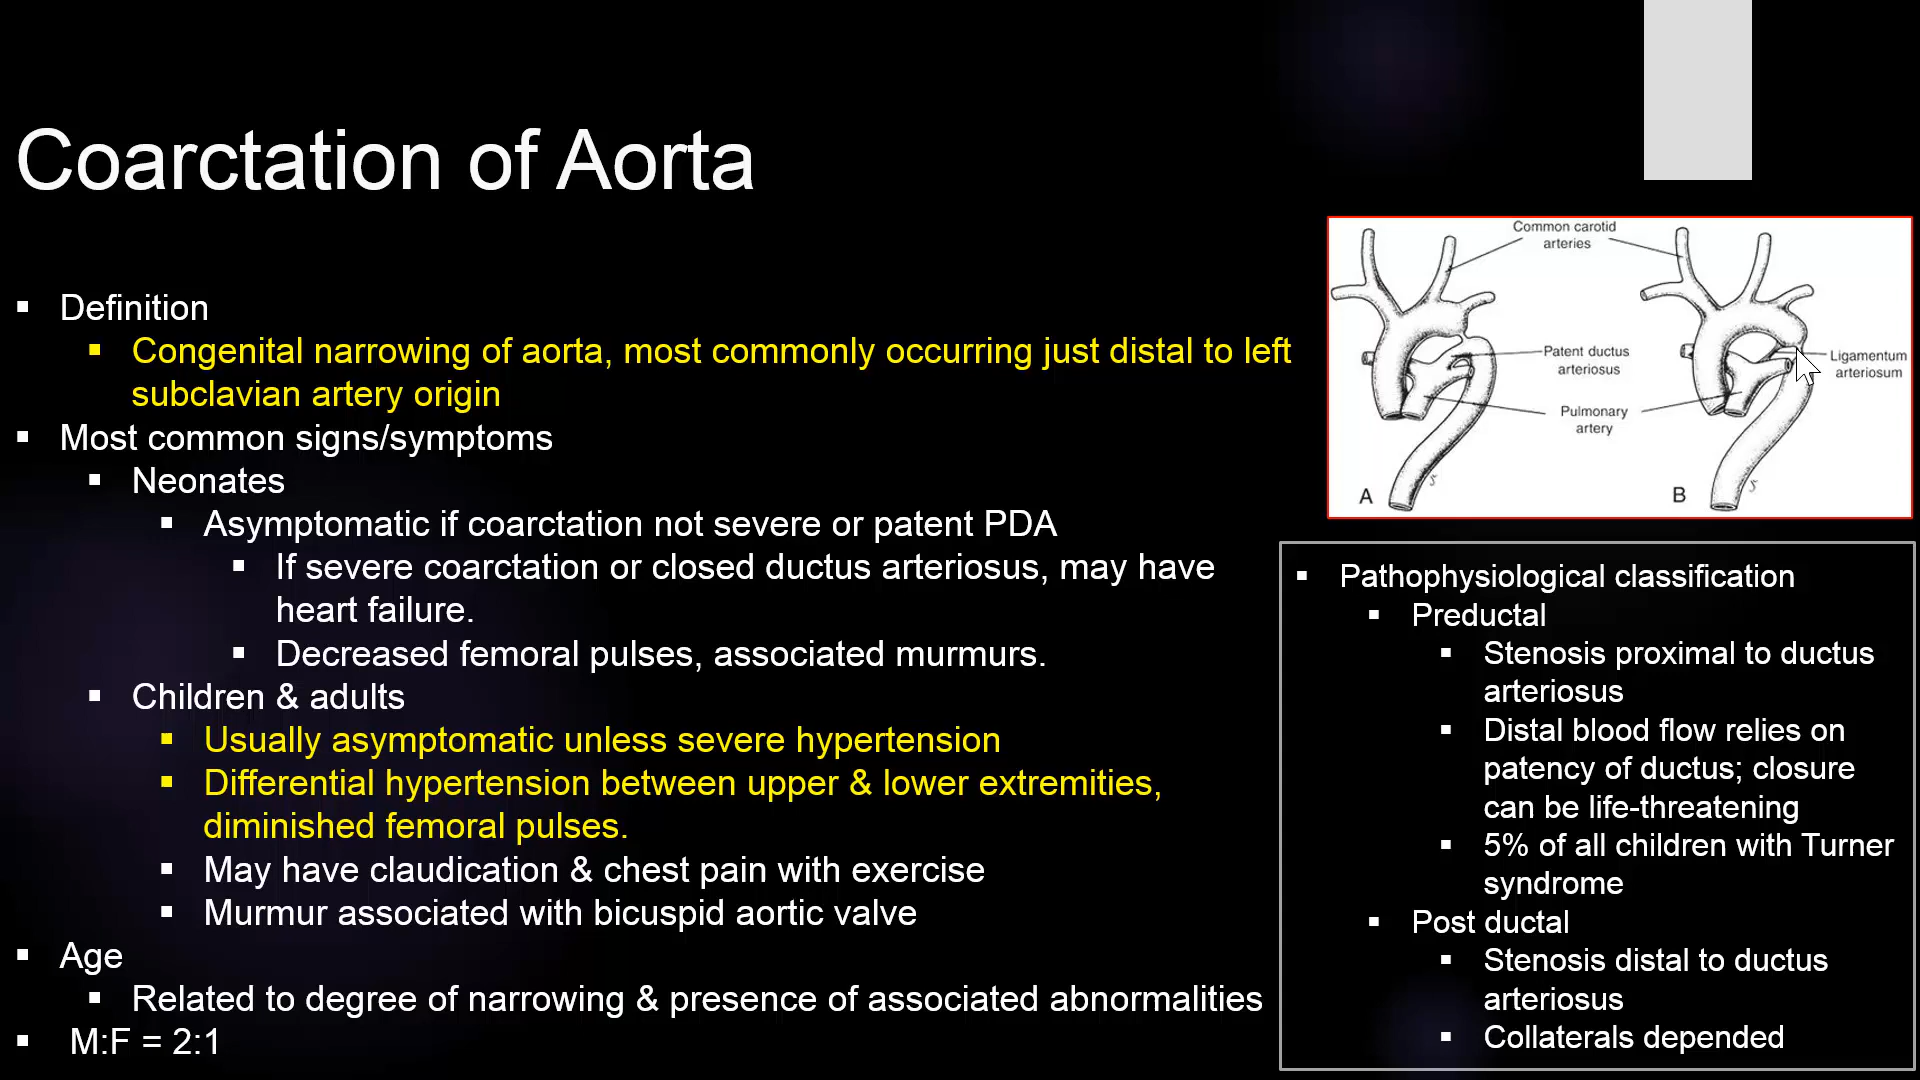 Coarctation of Aorta
Definition
Congenital narrowing of aorta, most commonly occurring just distal to left
subclavian artery origin
Most common signs/symptoms
Neonates
Asymptomatic if coarctation not severe or patent PDA
If severe coarctation or closed ductus arteriosus, may have
heart failure.
Decreased femoral pulses, associated murmurs.
Children & adults
Usually asymptomatic unless severe hypertension
Differential hypertension between upper & lower extremities,
diminished femoral pulses.
May have claudication & chest pain with exercise
Murmur associated with bicuspid aortic valve
Age
Related to degree of narrowing & presence of associated abnormalities
M:F = 2:1
Common carotid
arteries
Patent ductus
arteriosus
Ligamentum
arteriosum
Pulmonary
artery
A
B
Pathophysiological classification
Preductal
Stenosis proximal to ductus
arteriosus
Distal blood flow relies on
patency of ductus; closure
can be life-threatening
5% of all children with Turner
syndrome
Post ductal
Stenosis distal to ductus
arteriosus
Collaterals depended